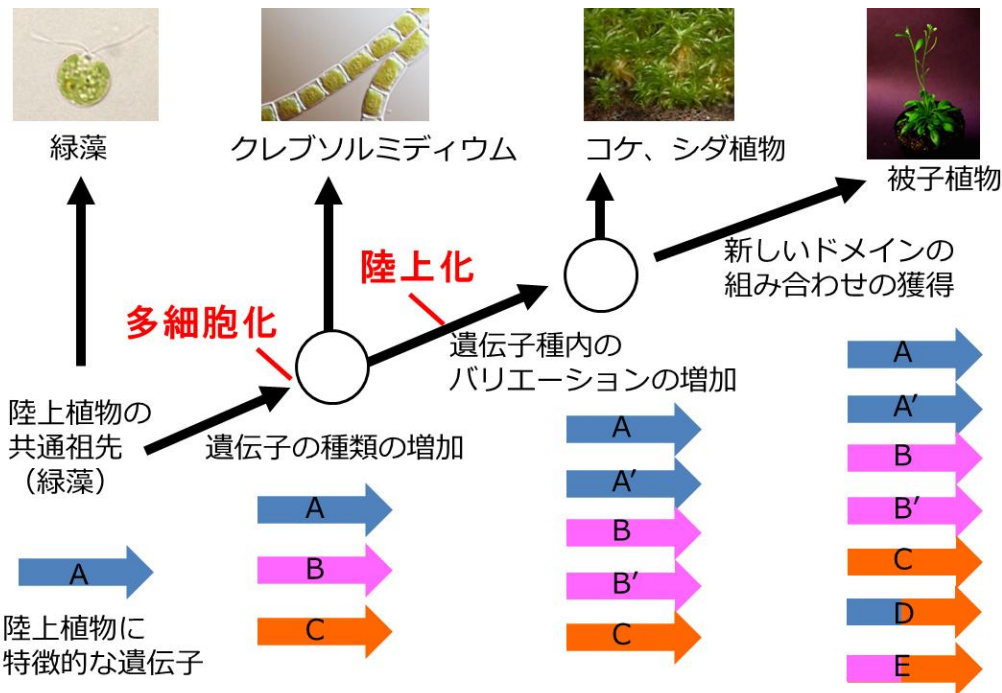 緑藻
クレブソルミディウム
コケ、シダ植物
被子植物
新しいドメインの
組み合わせの獲得
陸上化
多細胞化
遺伝子種内の
バリエーションの増加
陸上植物の
共通祖先
（緑藻）
遺伝子の種類の増加
A
陸上植物に
特徴的な遺伝子
A
B
C
A
A′
B
B′
C
A
A′
B
B′
C
D
E